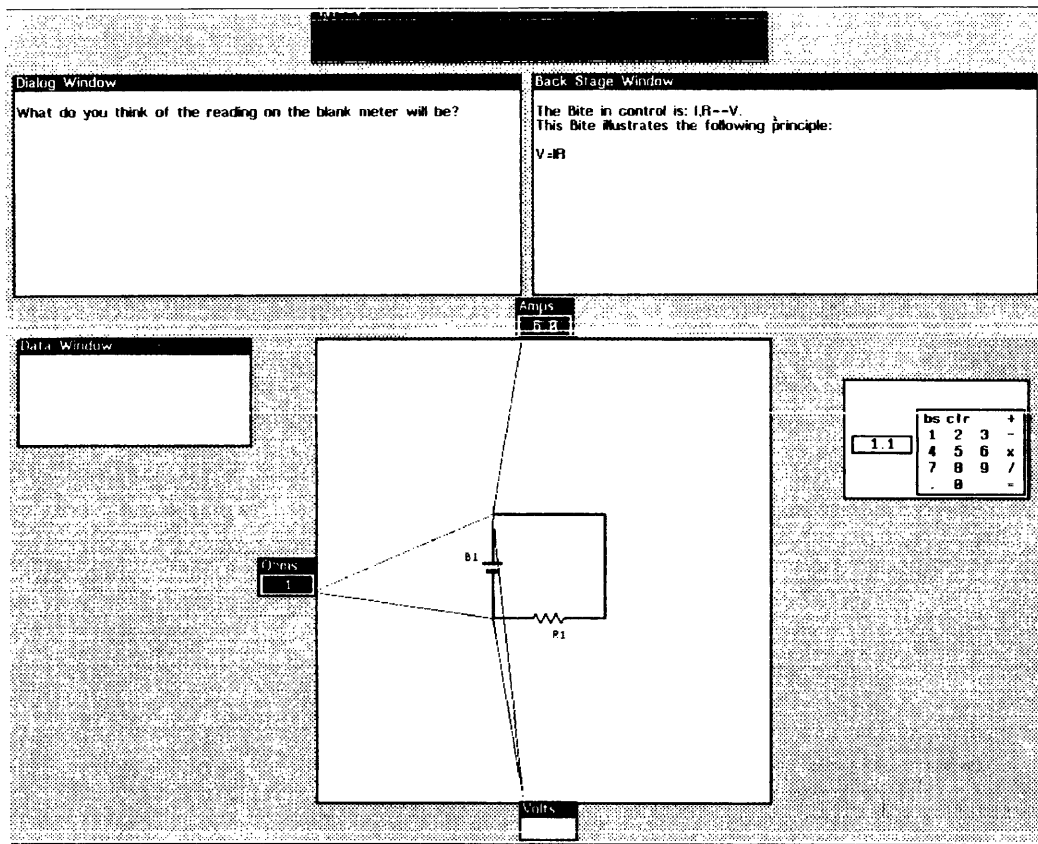 Dialog Window
What do you think of the reading on the blank meter will be?
Back Stage Window
The Bite in control is: I,R--V.
This Bite illustrates the following principle:
V=IR
Amps
Data Window
bs clr +
1 2 3 -
1.1
4 5 6 x
7 8 9 /
. 0 =
Ohms
1
B1
R1
Volts